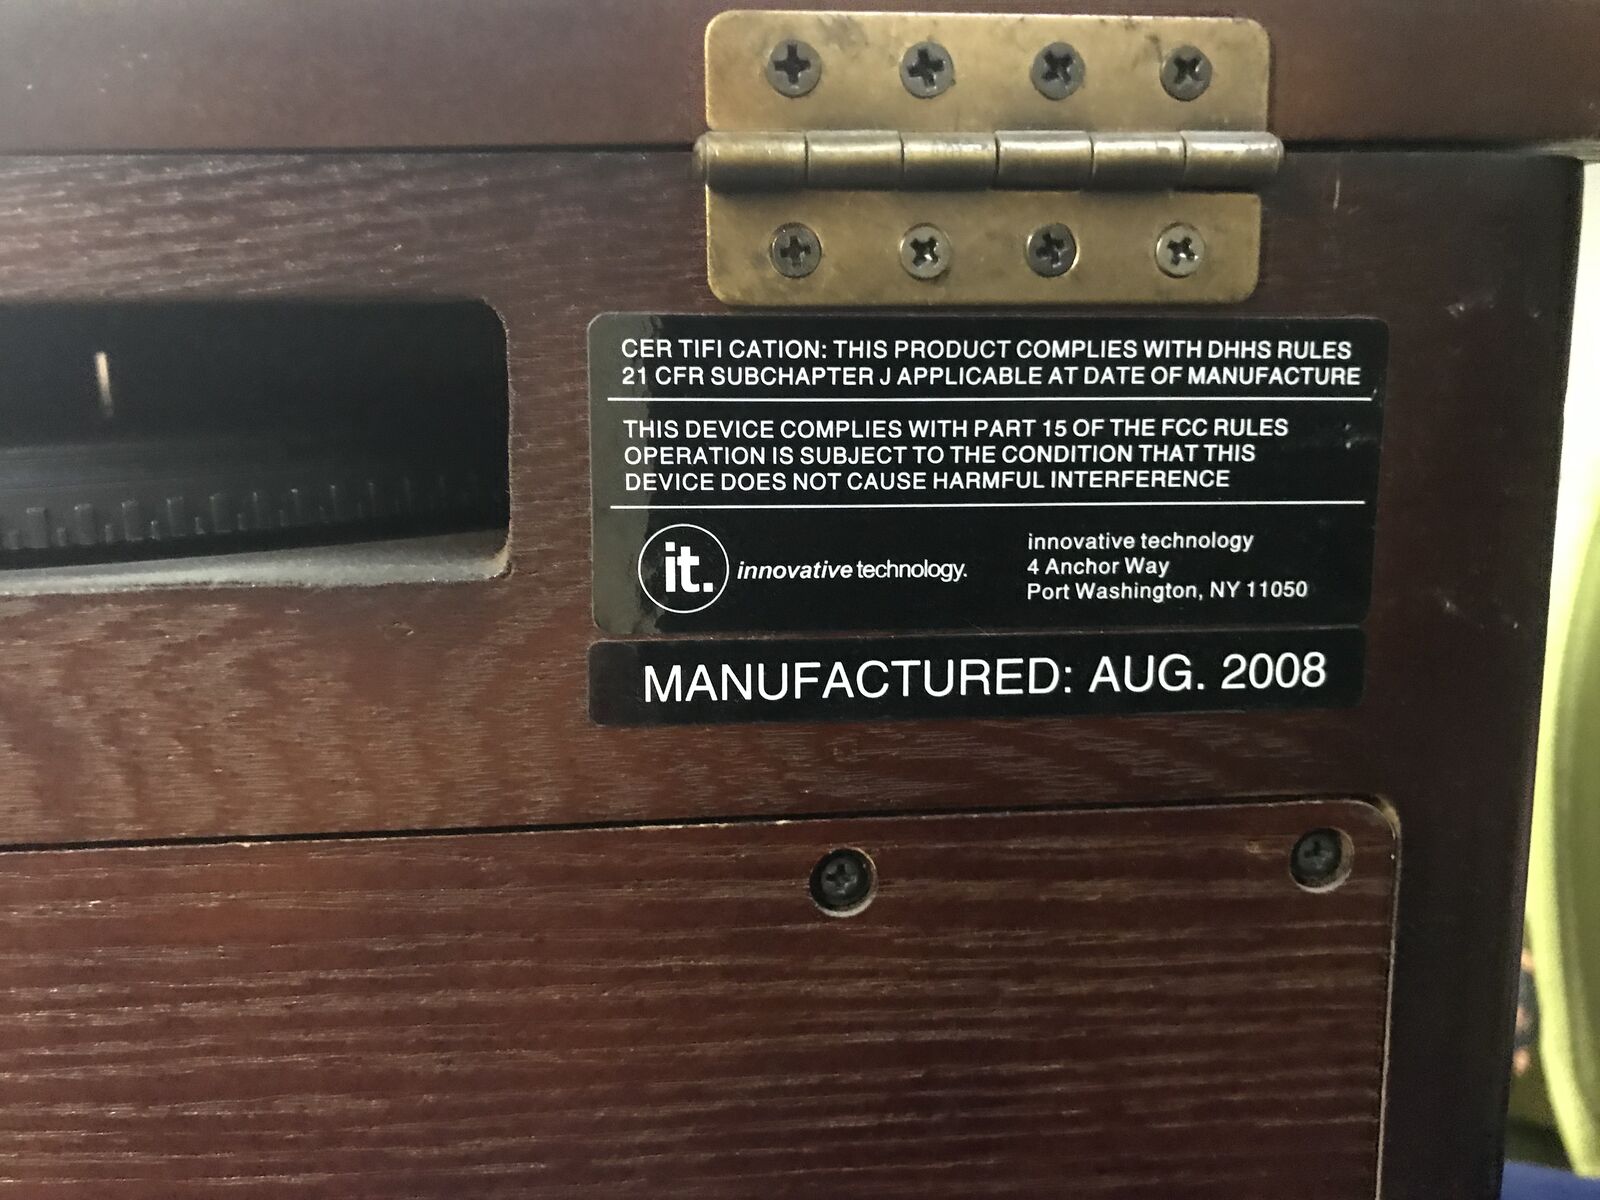 CER TIFI CATION: THIS PRODUCT COMPLIES WITH DHHS RULES
21 CFR SUBCHAPTER J APPLICABLE AT DATE OF MANUFACTURE
THIS DEVICE COMPLIES WITH PART 15 OF THE FCC RULES
OPERATION IS SUBJECT TO THE CONDITION THAT THIS
DEVICE DOES NOT CAUSE HARMFUL INTERFERENCE
it. innovative technology.
innovative technology
4 Anchor Way
Port Washington, NY 11050
MANUFACTURED: AUG. 2008